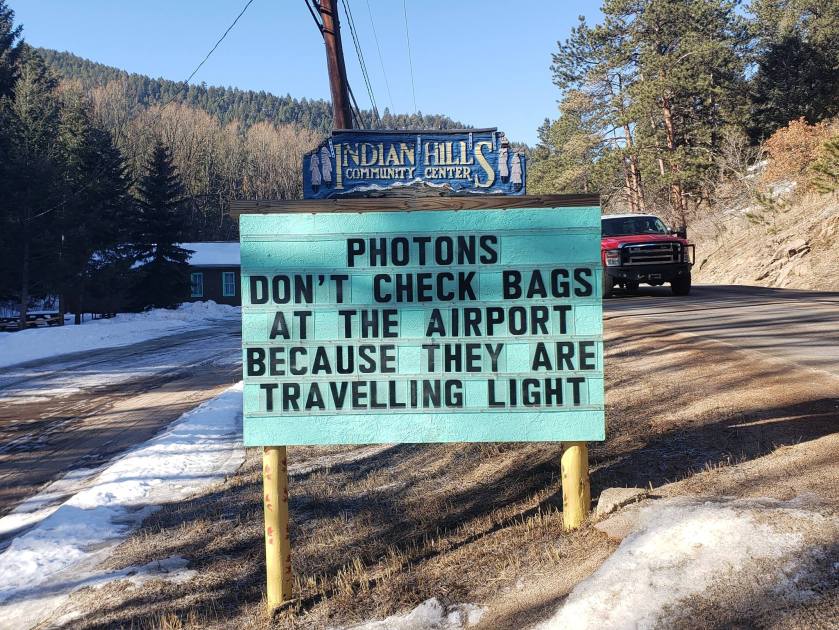 INDIAN HILLS
COMMUNITY CENTER
PHOTONS
DON'T CHECK BAGS
AT THE AIRPORT
BECAUSE THEY ARE
TRAVELLING LIGHT